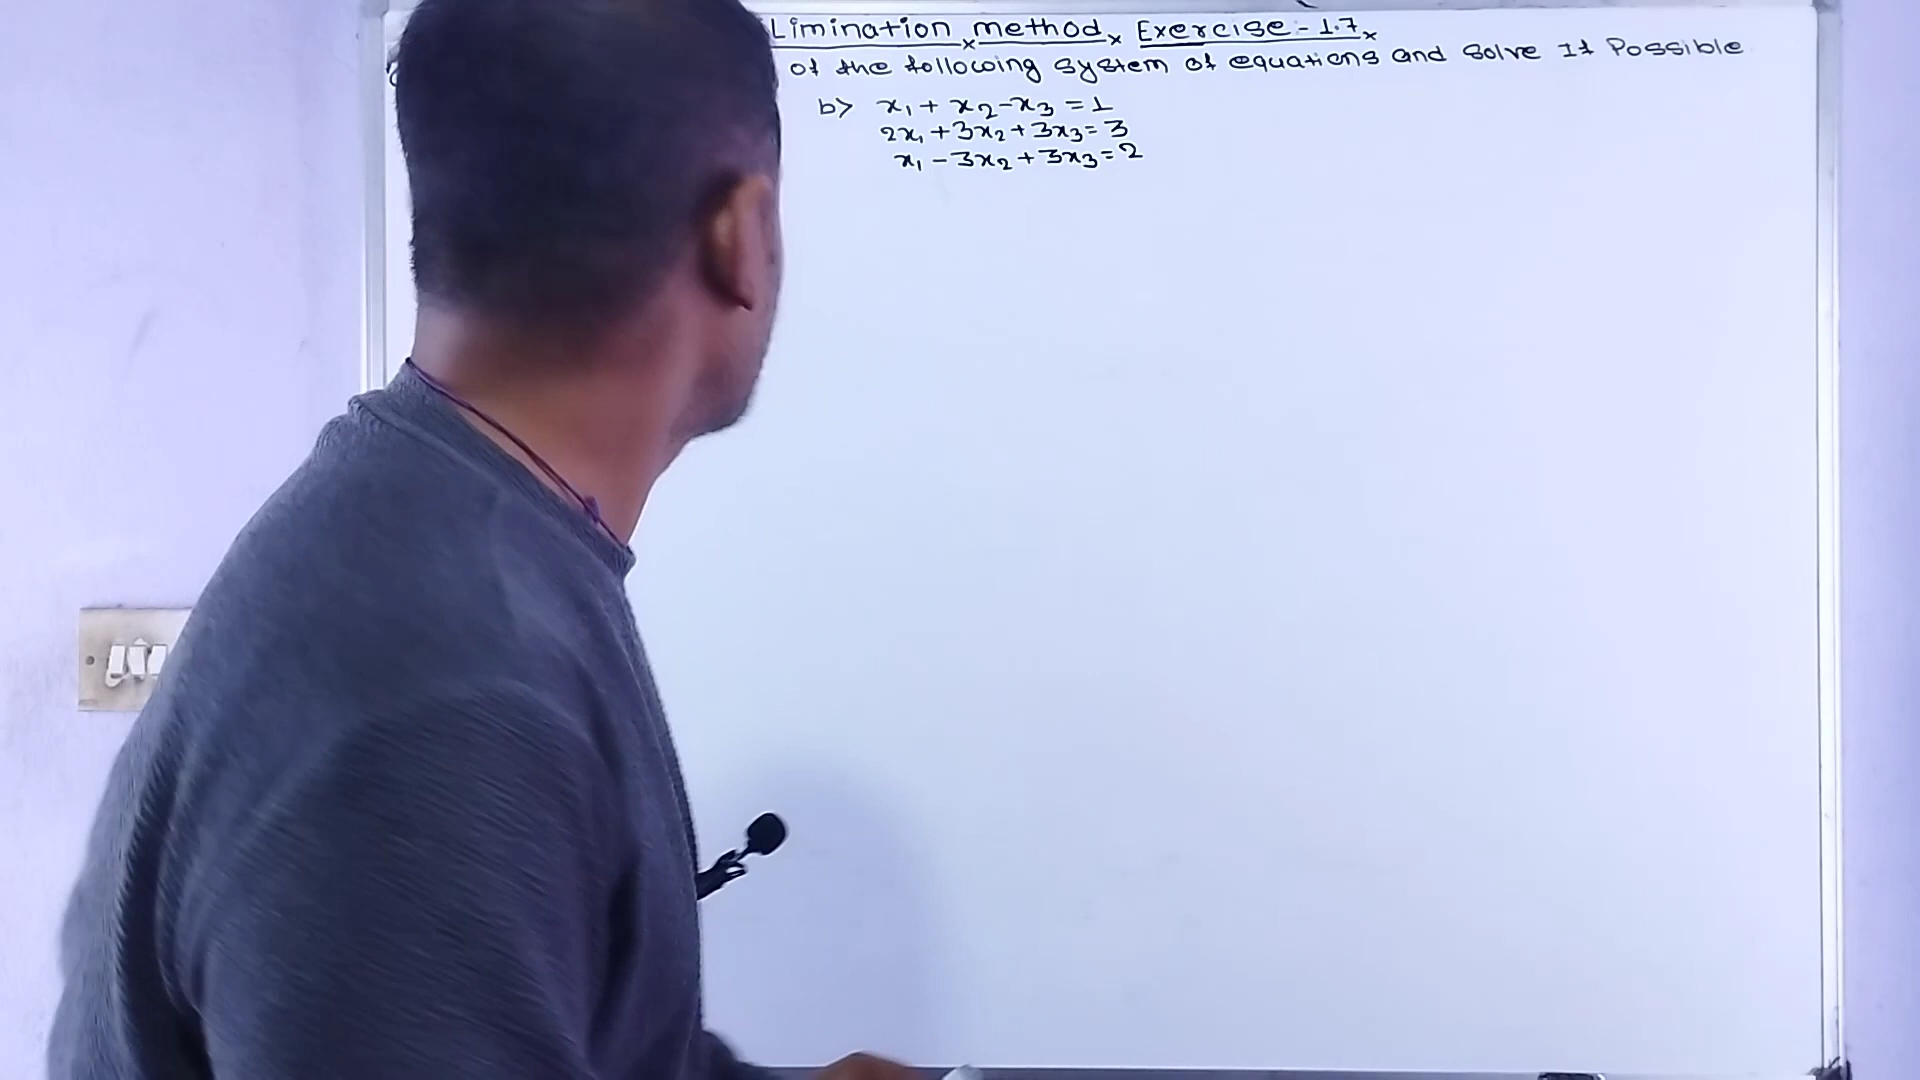 Limination method Exercise - 1.7
of the following system of equations and solve If Possible
b> x₁ + x₂ - x₃ = 1
2x₁ + 3x₂ + 3x₃ = 3
x₁ - 3x₂ + 3x₃ = 2